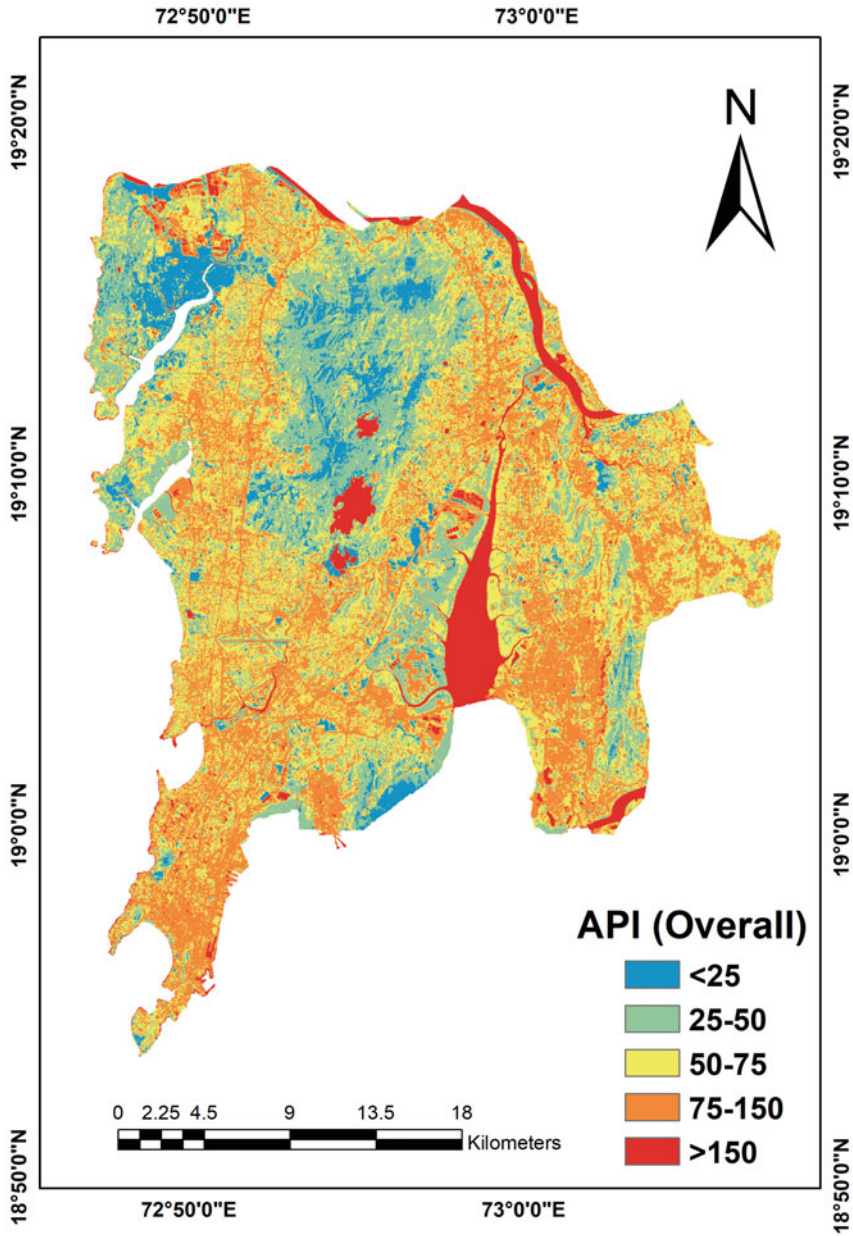 72°50'0"E 73°0'0"E
19°20'0"N 19°20'0"N
N
19°10'0"N 19°10'0"N
19°0'0"N 19°0'0"N
API (Overall)
<25
25-50
50-75
75-150
>150
0 2.25 4.5 9 13.5 18
Kilometers
18°50'0"N 18°50'0"N
72°50'0"E 73°0'0"E